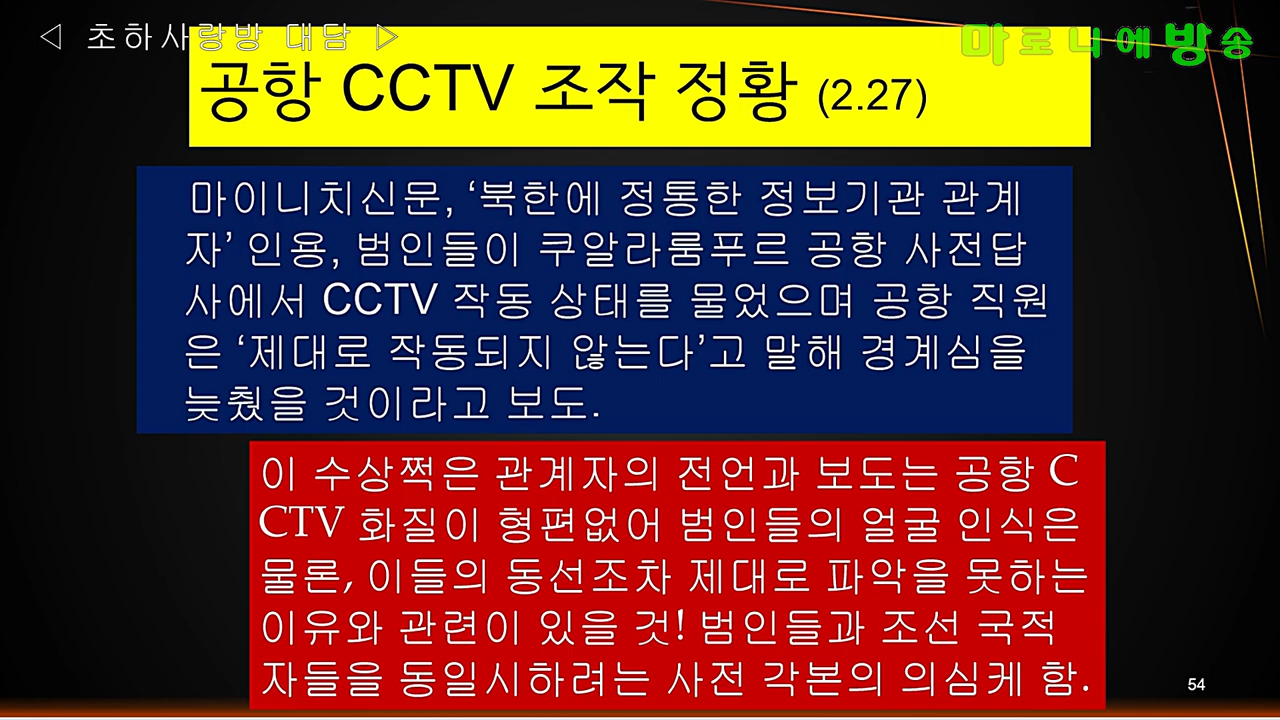 ◁ 초하사랑방 대담 ▷
마로니에방송
공항 CCTV 조작 정황 (2.27)
마이니치신문, ‘북한에 정통한 정보기관 관계
자’ 인용, 범인들이 쿠알라룸푸르 공항 사전답
사에서 CCTV 작동 상태를 물었으며 공항 직원
은 ‘제대로 작동되지 않는다’고 말해 경계심을
늦췄을 것이라고 보도.
이 수상쩍은 관계자의 전언과 보도는 공항 C
CTV 화질이 형편없어 범인들의 얼굴 인식은
물론, 이들의 동선조차 제대로 파악을 못하는
이유와 관련이 있을 것! 범인들과 조선 국적
자들을 동일시하려는 사전 각본의 의심케 함.
54